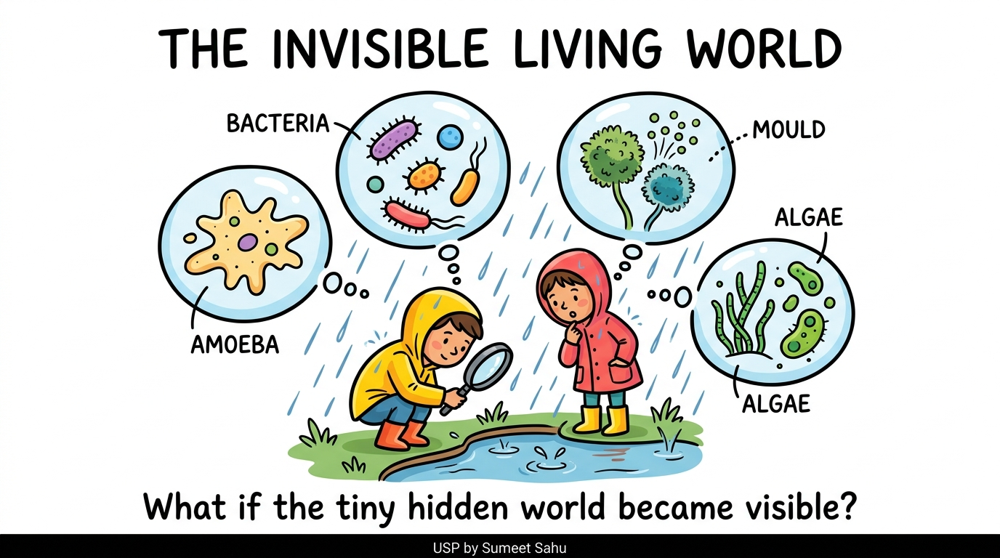 THE INVISIBLE LIVING WORLD
BACTERIA
MOULD
ALGAE
AMOEBA
ALGAE
What if the tiny hidden world became visible?
USP by Sumeet Sahu